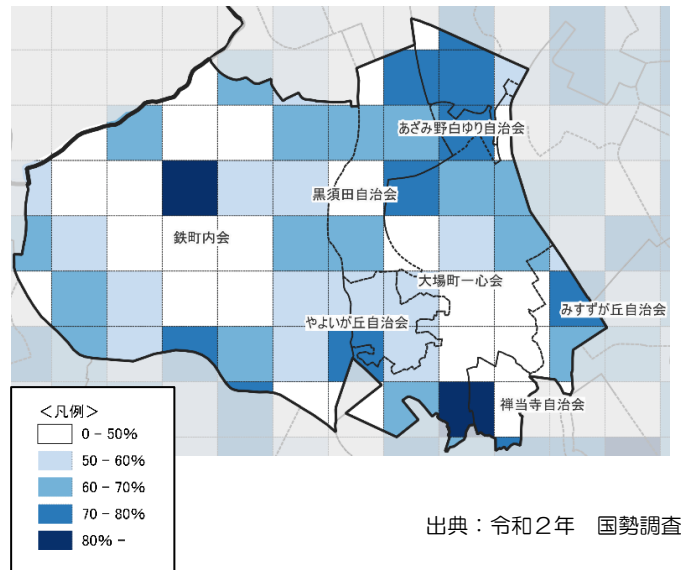 あざみ野白ゆり自治会
黒須田自治会
鉄町内会
大場町一心会
みすずが丘自治会
やよいが丘自治会
禅当寺自治会
<凡例>
0 - 50%
50 - 60%
60 - 70%
70 - 80%
80% -
出典：令和２年　国勢調査